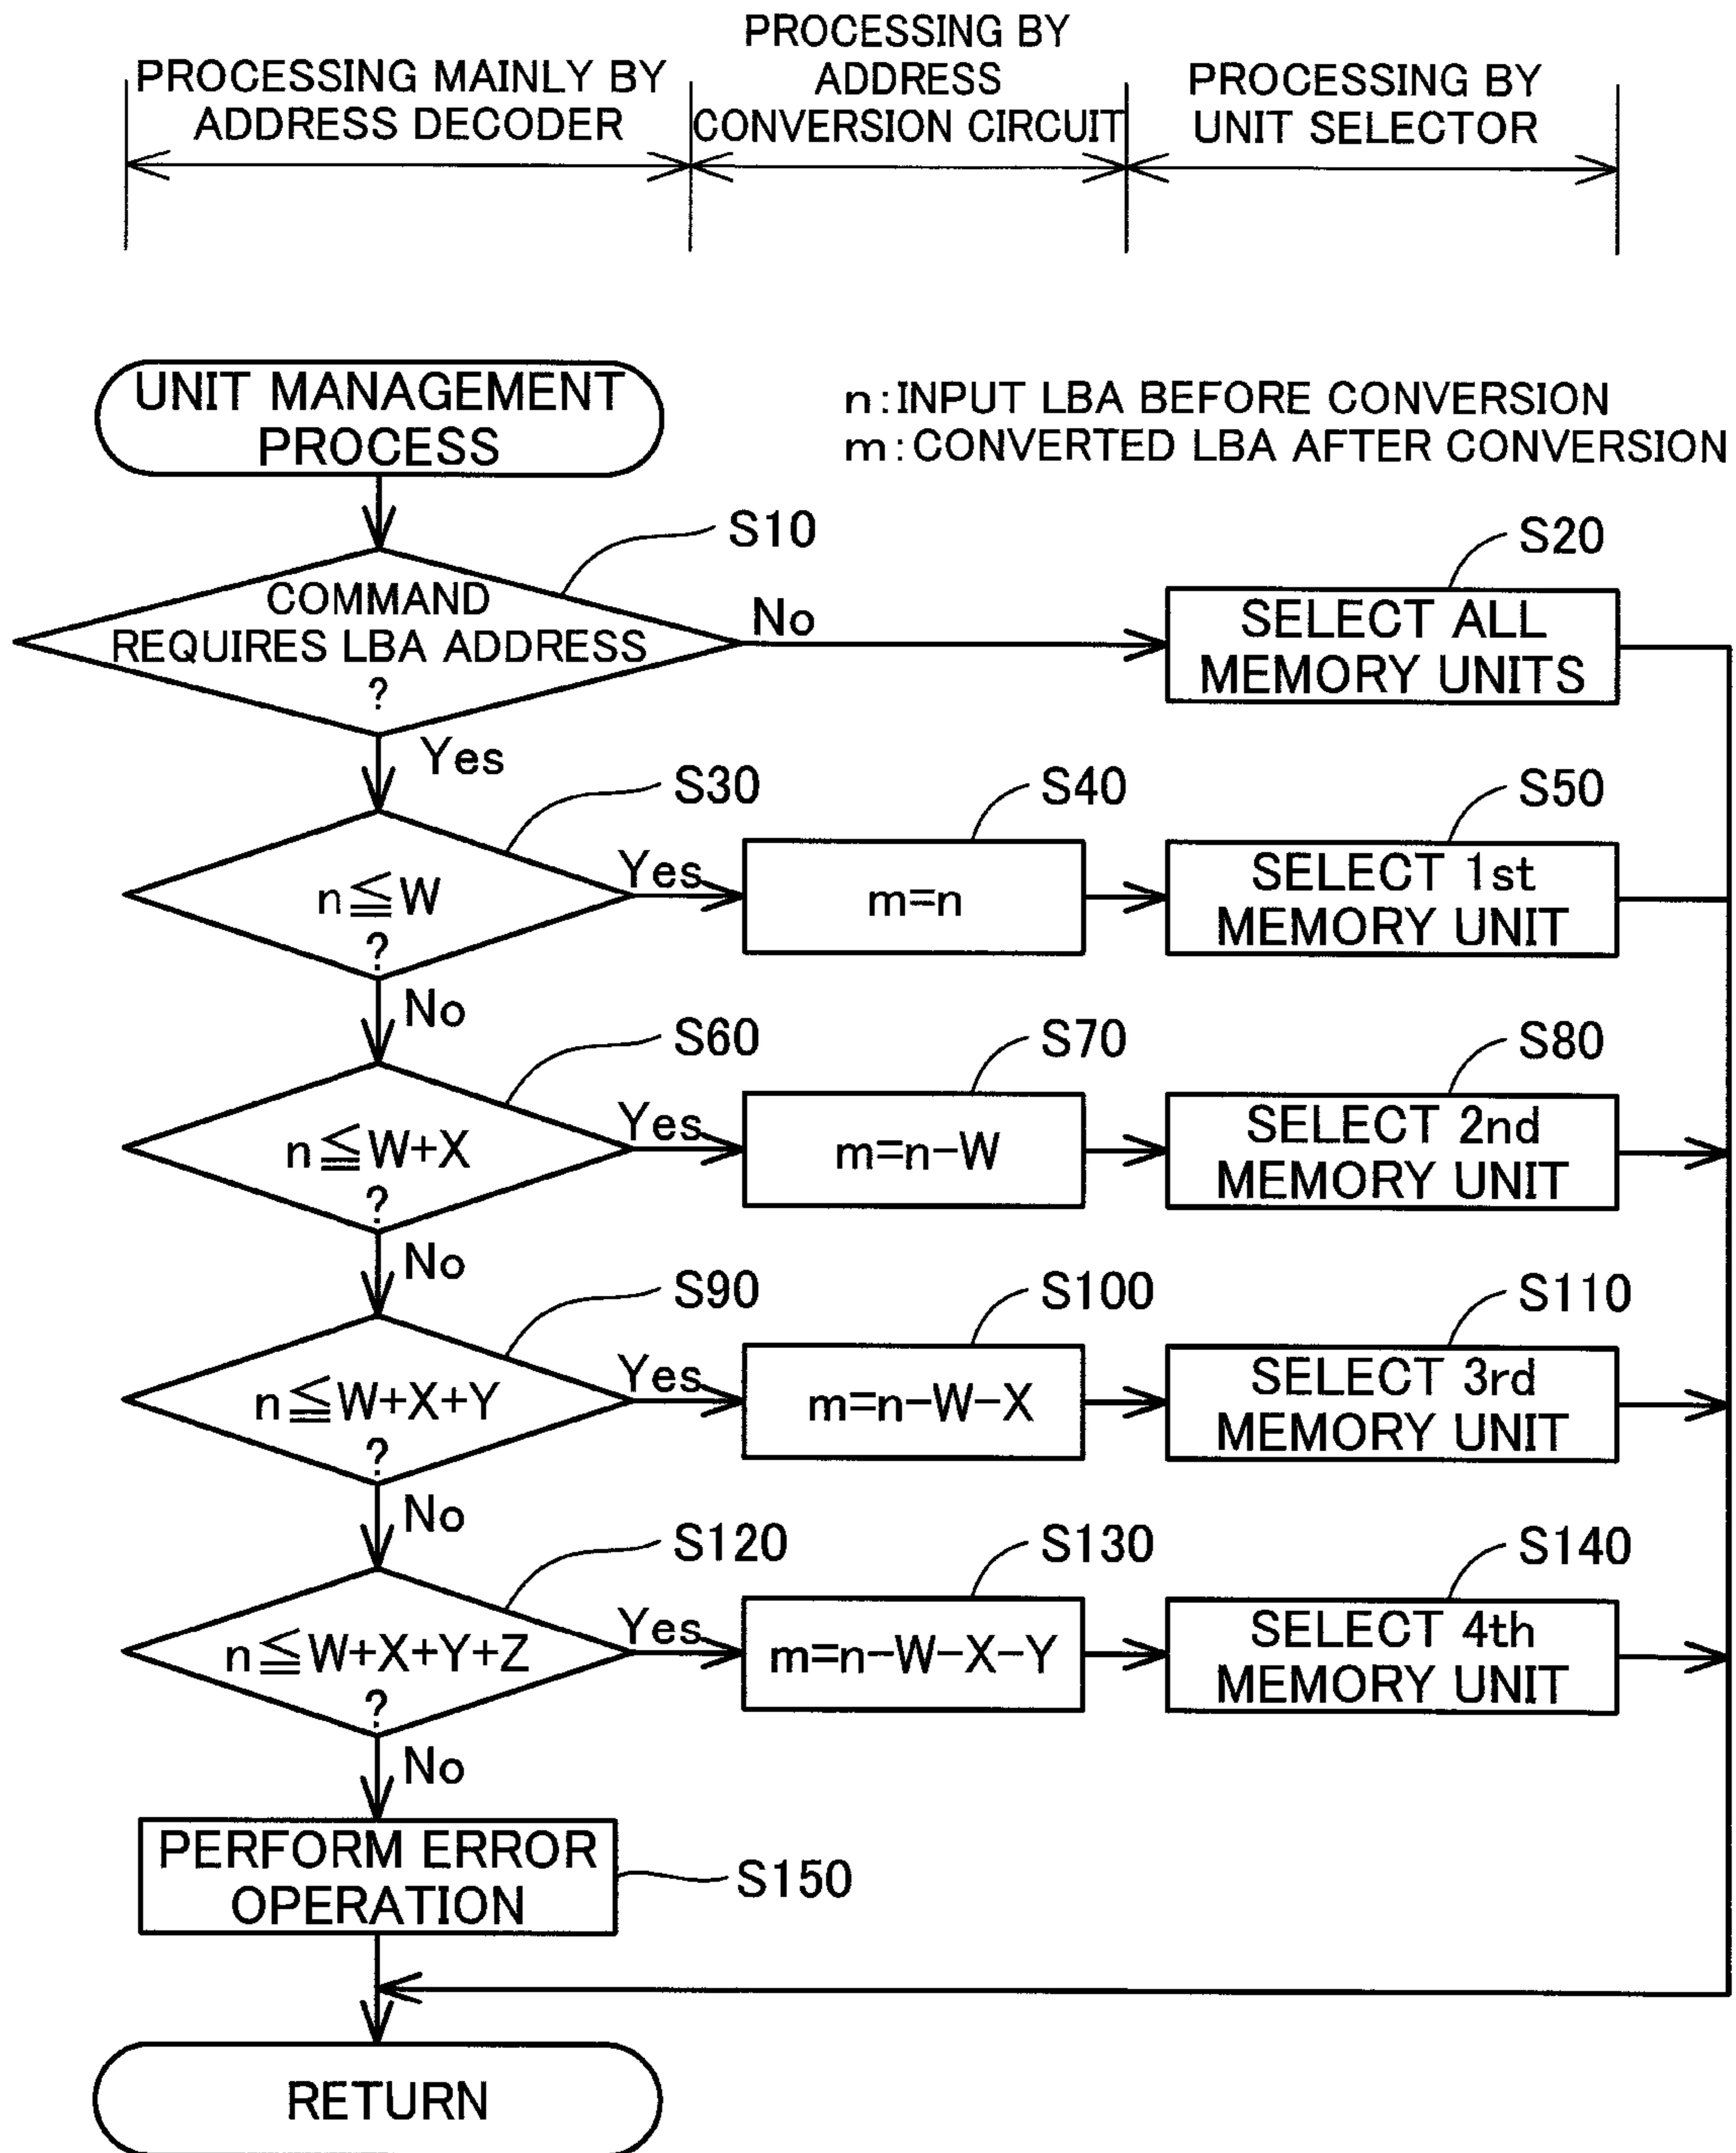 PROCESSING MAINLY BY
ADDRESS DECODER
PROCESSING BY
ADDRESS
CONVERSION CIRCUIT
PROCESSING BY
UNIT SELECTOR
UNIT MANAGEMENT
PROCESS
n:INPUT LBA BEFORE CONVERSION
m:CONVERTED LBA AFTER CONVERSION
S10
COMMAND
REQUIRES LBA ADDRESS
?
No
S20
SELECT ALL
MEMORY UNITS
Yes
S30
n≦W
?
Yes
S40
m=n
S50
SELECT 1st
MEMORY UNIT
No
S60
n≦W+X
?
Yes
S70
m=n-W
S80
SELECT 2nd
MEMORY UNIT
No
S90
n≦W+X+Y
?
Yes
S100
m=n-W-X
S110
SELECT 3rd
MEMORY UNIT
No
S120
n≦W+X+Y+Z
?
Yes
S130
m=n-W-X-Y
S140
SELECT 4th
MEMORY UNIT
No
PERFORM ERROR
OPERATION
S150
RETURN